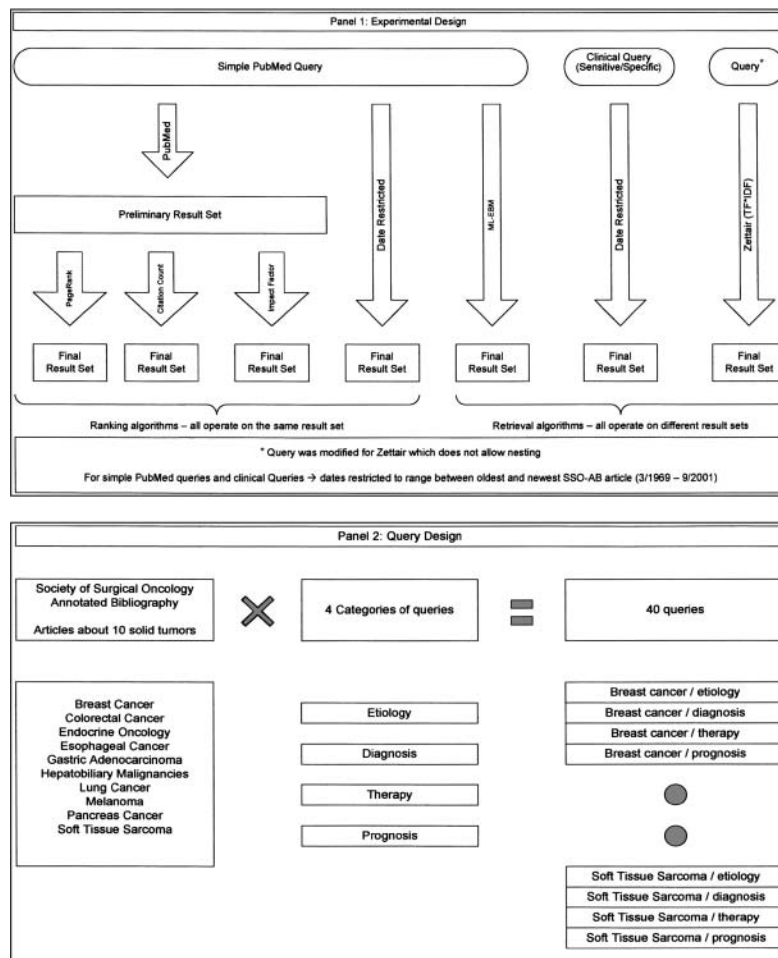 Panel 1: Experimental Design
Simple PubMed Query
Clinical Query
(Sensitive/Specific)
Query*
PubMed
Date Restricted
ML-EBM
Date Restricted
Zettair (TF*IDF)
Preliminary Result Set
PageRank
Citation Count
Impact Factor
Final
Result Set
Final
Result Set
Final
Result Set
Final
Result Set
Final
Result Set
Final
Result Set
Final
Result Set
Ranking algorithms – all operate on the same result set
Retrieval algorithms – all operate on different result sets
* Query was modified for Zettair which does not allow nesting
For simple PubMed queries and clinical Queries → dates restricted to range between oldest and newest SSO-AB article (3/1969 – 9/2001)
Panel 2: Query Design
Society of Surgical Oncology
Annotated Bibliography
Articles about 10 solid tumors
4 Categories of queries
40 queries
Breast Cancer
Colorectal Cancer
Endocrine Oncology
Esophageal Cancer
Gastric Adenocarcinoma
Hepatobiliary Malignancies
Lung Cancer
Melanoma
Pancreas Cancer
Soft Tissue Sarcoma
Etiology
Diagnosis
Therapy
Prognosis
Breast cancer / etiology
Breast cancer / diagnosis
Breast cancer / therapy
Breast cancer / prognosis
Soft Tissue Sarcoma / etiology
Soft Tissue Sarcoma / diagnosis
Soft Tissue Sarcoma / therapy
Soft Tissue Sarcoma / prognosis